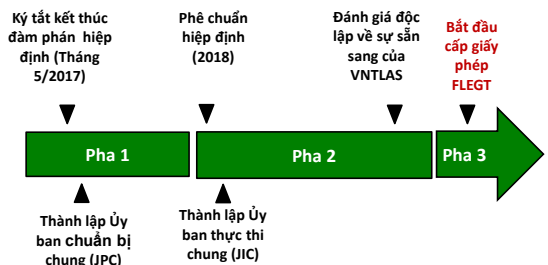 Ký tắt kết thúc
đàm phán hiệp
định (Tháng
5/2017)
Phê chuẩn
hiệp định
(2018)
Đánh giá độc
lập về sự sẵn
sang của
VNTLAS
Bắt đầu
cấp giấy
phép
FLEGT
Pha 1
Pha 2
Pha 3
Thành lập Ủy
ban chuẩn bị
chung (JPC)
Thành lập Ủy
ban thực thi
chung (JIC)